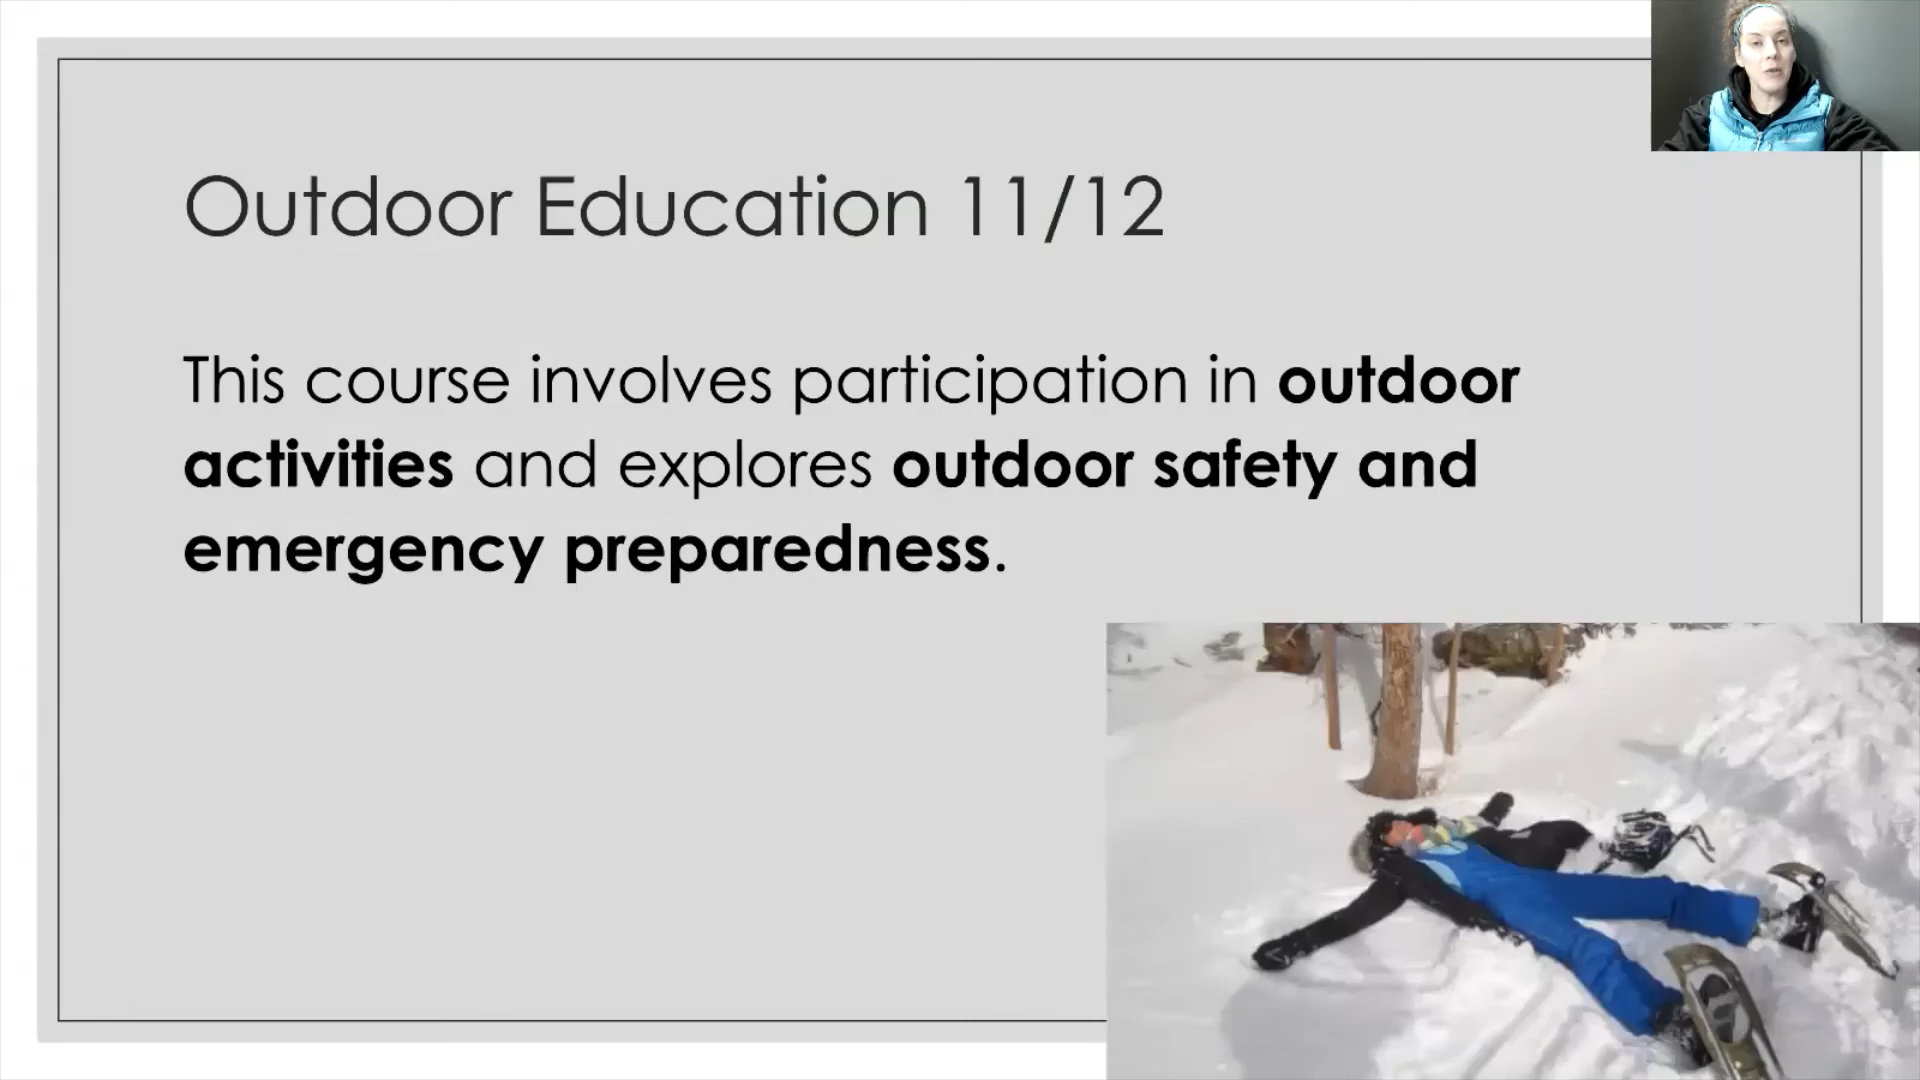 Outdoor Education 11/12
This course involves participation in outdoor
activities and explores outdoor safety and
emergency preparedness.